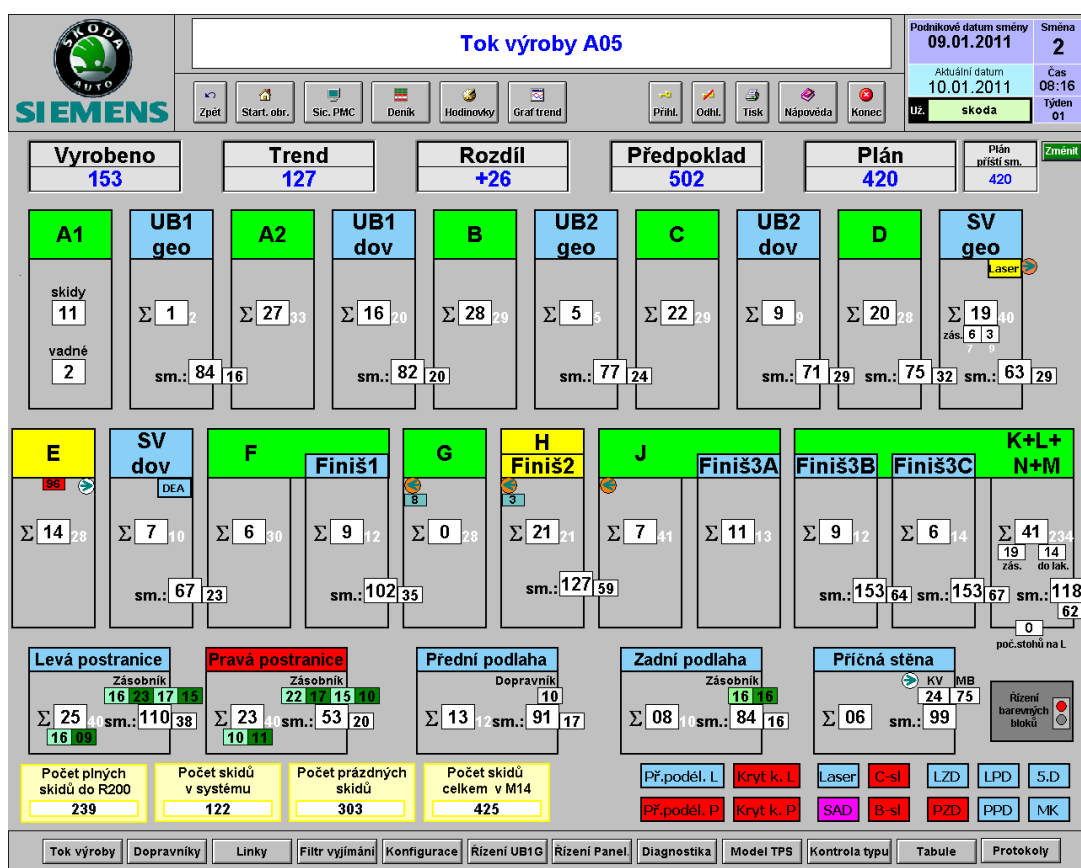 ŠKODA
AUTO
SIEMENS
Tok výroby A05
Podnikové datum směny
09.01.2011
Směna
2
Aktuální datum
10.01.2011
Čas
08:16
Už.
skoda
Týden
01
Zpět
Start. obr.
Sic. PMC
Deník
Hodinovky
Graf trend
Přihl.
Odhl.
Tisk
Nápověda
Konec
Vyrobeno
153
Trend
127
Rozdíl
+26
Předpoklad
502
Plán
420
Plán
příští sm.
420
Změnit
A1
skidy
11
vadné
2
UB1
geo
Σ 1 2
sm.: 84 16
A2
Σ 27 33
UB1
dov
Σ 16 20
sm.: 82 20
B
Σ 28 29
UB2
geo
Σ 5 5
sm.: 77 24
C
Σ 22 29
UB2
dov
Σ 9 9
sm.: 71 29
D
Σ 20 28
sm.: 75 32
SV
geo
Laser
Σ 19 40
zás. 6 3
7 9
sm.: 63 29
E
96
Σ 14 28
SV
dov
DEA
Σ 7 10
sm.: 67 23
F
Σ 6 30
Finiš1
Σ 9 12
sm.: 102 35
G
8
Σ 0 28
H
Finiš2
3
Σ 21 21
sm.: 127 59
J
Σ 7 41
Finiš3A
Σ 11 13
Finiš3B
Σ 9 12
sm.: 153 64
Finiš3C
Σ 6 14
sm.: 153 67
K+L+
N+M
Σ 41 234
19 14
zás. do lak.
sm.: 118
62
0
poč.stohů na L
Levá postranice
Zásobník
16 23 17 15
Σ 25 40 sm.: 110 38
16 09
Pravá postranice
Zásobník
22 17 15 10
Σ 23 40 sm.: 53 20
10 11
Přední podlaha
Dopravník
10
Σ 13 12 sm.: 91 17
Zadní podlaha
Zásobník
16 16
Σ 08 10 sm.: 84 16
Příčná stěna
KV MB
24 75
Σ 06 sm.: 99
Řízení
barevných
bloků
Počet plných
skidů do R200
239
Počet skidů
v systému
122
Počet prázdných
skidů
303
Počet skidů
celkem v M14
425
Př.poděl. L
Kryt k. L
Laser
C-sl
LZD
LPD
5.D
Př.poděl. P
Kryt k. P
SAD
B-sl
PZD
PPD
MK
Tok výroby
Dopravníky
Linky
Filtr vyjímání
Konfigurace
Řízení UB1G
Řízení Panel.
Diagnostika
Model TPS
Kontrola typu
Tabule
Protokoly